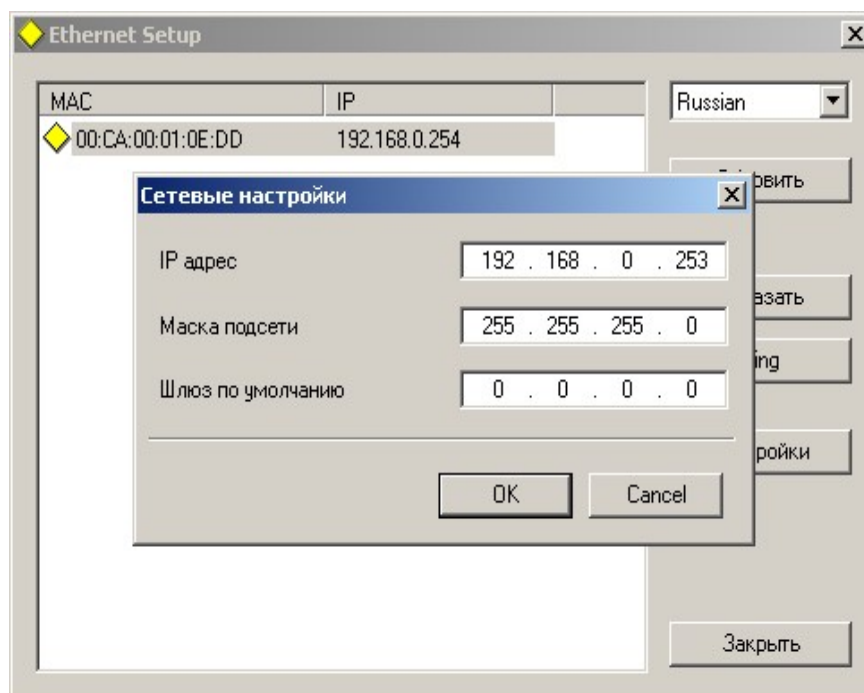 Ethernet Setup
MAC IP
Russian
00:CA:00:01:0E:DD 192.168.0.254
Сетевые настройки
IP адрес 192 . 168 . 0 . 253
Маска подсети 255 . 255 . 255 . 0
Шлюз по умолчанию 0 . 0 . 0 . 0
OK Cancel
Закрыть